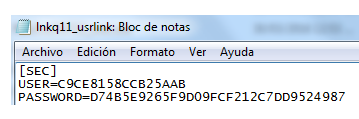 lnkq11_usrlink: Bloc de notas
Archivo Edición Formato Ver Ayuda
[SEC]
USER=C9CE8158CCB25AAB
PASSWORD=D74B5E9265F9D09FCF212C7DD9524987